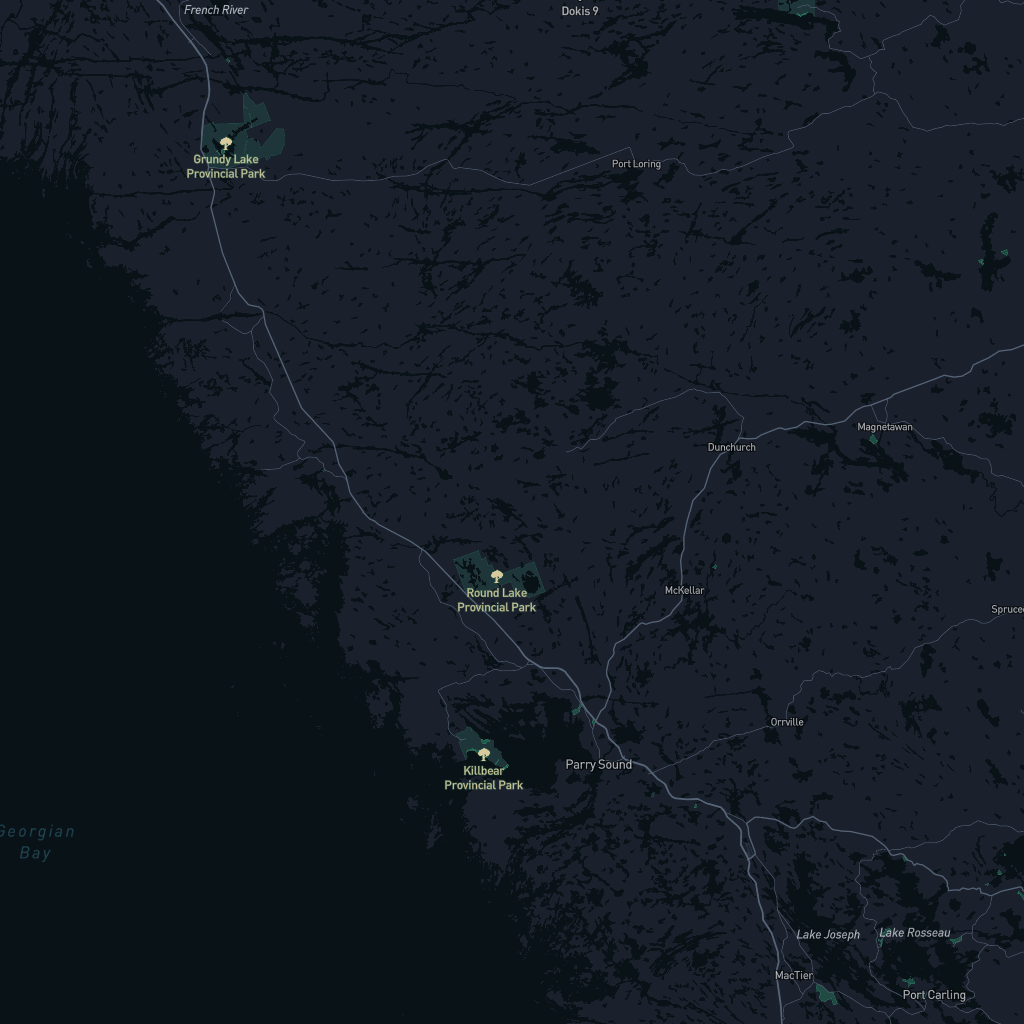 French River
Dokis 9
Grundy Lake
Provincial Park
Port Loring
Magnetawan
Dunchurch
Round Lake
Provincial Park
McKellar
Spruced
Orrville
Parry Sound
Killbear
Provincial Park
Georgian
Bay
Lake Joseph
Lake Rosseau
MacTier
Port Carling